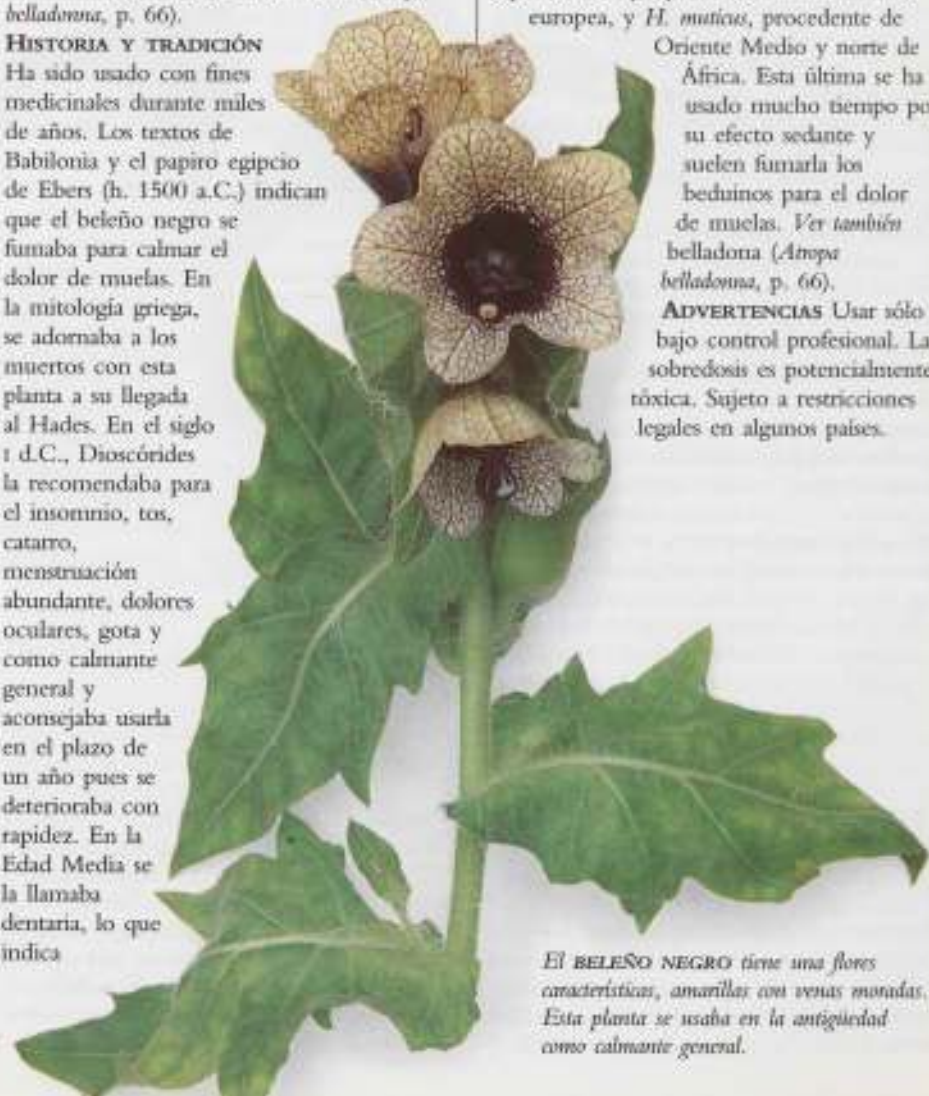 belladonna, p. 66).
HISTORIA Y TRADICIÓN
Ha sido usado con fines
medicinales durante miles
de años. Los textos de
Babilonia y el papiro egipcio
de Ebers (h. 1500 a.C.) indican
que el beleño negro se
fumaba para calmar el
dolor de muelas. En
la mitología griega,
se adornaba a los
muertos con esta
planta a su llegada
al Hades. En el siglo
I d.C., Dioscórides
la recomendaba para
el insomnio, tos,
catarro,
menstruación
abundante, dolores
oculares, gota y
como calmante
general y
aconsejaba usarla
en el plazo de
un año pues se
deterioraba con
rapidez. En la
Edad Media se
la llamaba
dentaria, lo que
indica
europea, y H. muticus, procedente de
Oriente Medio y norte de
África. Esta última se ha
usado mucho tiempo po
su efecto sedante y
suelen fumarla los
beduinos para el dolor
de muelas. Ver también
belladona (Atropa
belladonna, p. 66).
ADVERTENCIAS Usar sólo
bajo control profesional. La
sobredosis es potencialmente
tóxica. Sujeto a restricciones
legales en algunos países.
El BELEÑO NEGRO tiene una flores
características, amarillas con venas moradas.
Esta planta se usaba en la antigüedad
como calmante general.